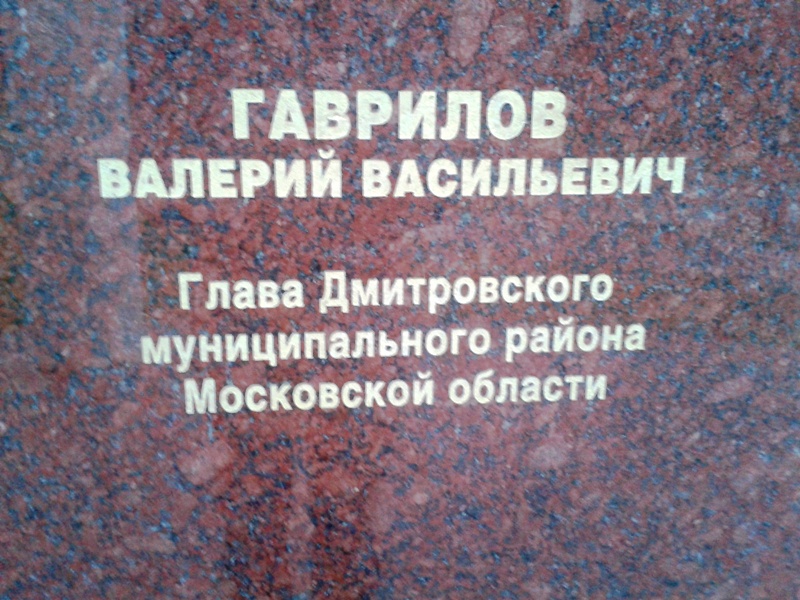 ГАВРИЛОВ
ВАЛЕРИЙ ВАСИЛЬЕВИЧ
Глава Дмитровского
муниципального района
Московской области